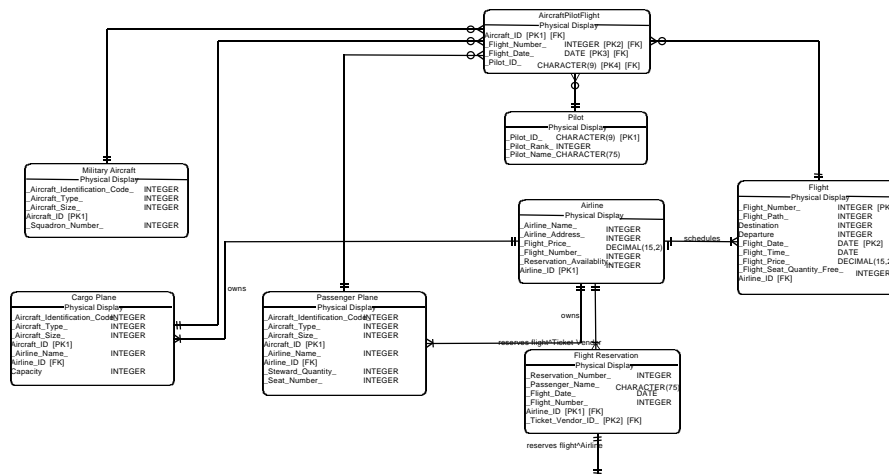 AircraftPilotFlight
Physical Display
Aircraft_ID [PK1] [FK]
_Flight_Number_ INTEGER [PK2] [FK]
_Flight_Date_ DATE [PK3] [FK]
_Pilot_ID_ CHARACTER(9) [PK4] [FK]
Pilot
Physical Display
_Pilot_ID_ CHARACTER(9) [PK1]
_Pilot_Rank_ INTEGER
_Pilot_Name_ CHARACTER(75)
Military Aircraft
Physical Display
_Aircraft_Identification_Code_ INTEGER
_Aircraft_Type_ INTEGER
_Aircraft_Size_ INTEGER
Aircraft_ID [PK1]
_Squadron_Number_ INTEGER
Airline
Physical Display
_Airline_Name_ INTEGER
_Airline_Address_ INTEGER
_Flight_Price_ DECIMAL(15,2)
_Flight_Number_ INTEGER
_Reservation_Availablity_ INTEGER
Airline_ID [PK1]
schedules
Flight
Physical Display
_Flight_Number_ INTEGER [PK
_Flight_Path_ INTEGER
Destination INTEGER
Departure INTEGER
_Flight_Date_ DATE [PK2]
_Flight_Time_ DATE
_Flight_Price_ DECIMAL(15,2
_Flight_Seat_Quantity_Free_ INTEGER
Airline_ID [FK]
owns
Cargo Plane
Physical Display
_Aircraft_Identification_Code_ INTEGER
_Aircraft_Type_ INTEGER
_Aircraft_Size_ INTEGER
Aircraft_ID [PK1]
_Airline_Name_ INTEGER
Airline_ID [FK]
Capacity INTEGER
Passenger Plane
Physical Display
_Aircraft_Identification_Code_ INTEGER
_Aircraft_Type_ INTEGER
_Aircraft_Size_ INTEGER
Aircraft_ID [PK1]
_Airline_Name_ INTEGER
Airline_ID [FK]
_Steward_Quantity_ INTEGER
_Seat_Number_ INTEGER
owns
reserves flight^Ticket Vendor
Flight Reservation
Physical Display
_Reservation_Number_ INTEGER
_Passenger_Name_ CHARACTER(75)
_Flight_Date_ DATE
_Flight_Number_ INTEGER
Airline_ID [PK1] [FK]
_Ticket_Vendor_ID_ [PK2] [FK]
reserves flight^Airline